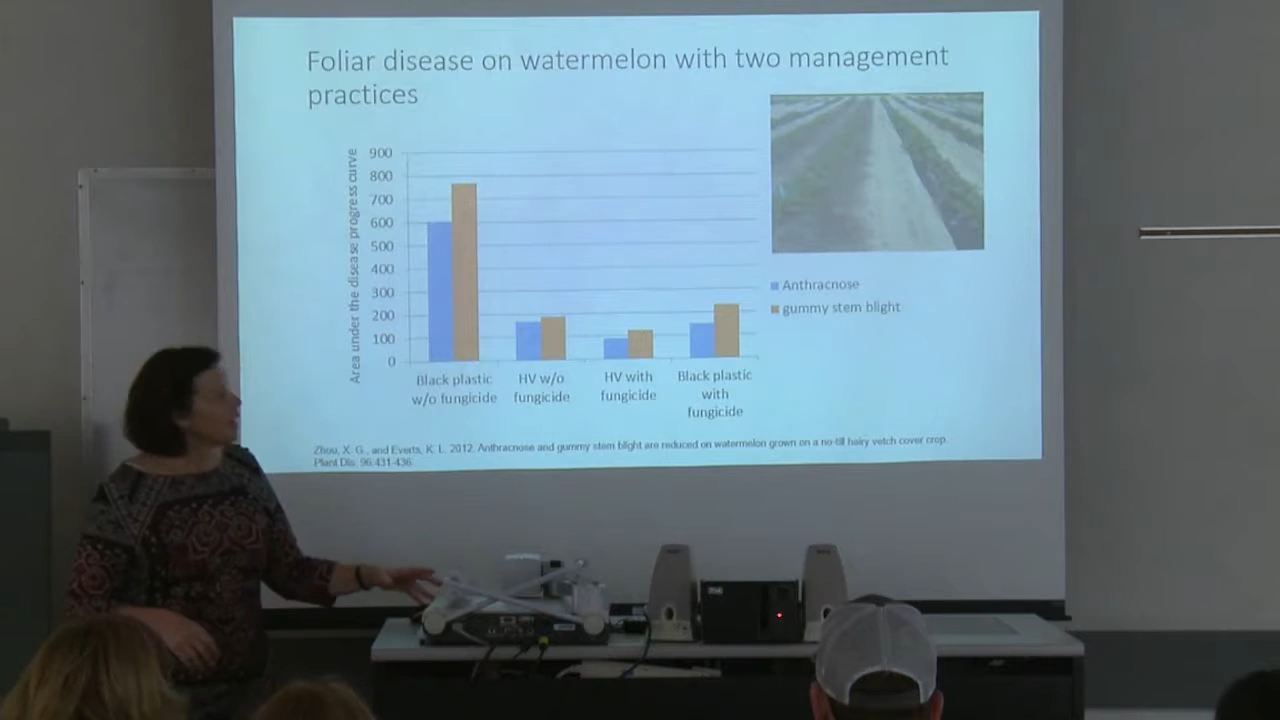 Foliar disease on watermelon with two management
practices
Area under the disease progress curve
900
800
700
600
500
400
300
200
100
0
Black plastic
w/o fungicide
HV w/o
fungicide
HV with
fungicide
Black plastic
with
fungicide
Anthracnose
gummy stem blight
Zhou, X. G., and Everts, K. L. 2012. Anthracnose and gummy stem blight are reduced on watermelon grown on a no-till hairy vetch cover crop.
Plant Dis. 96:431-436.